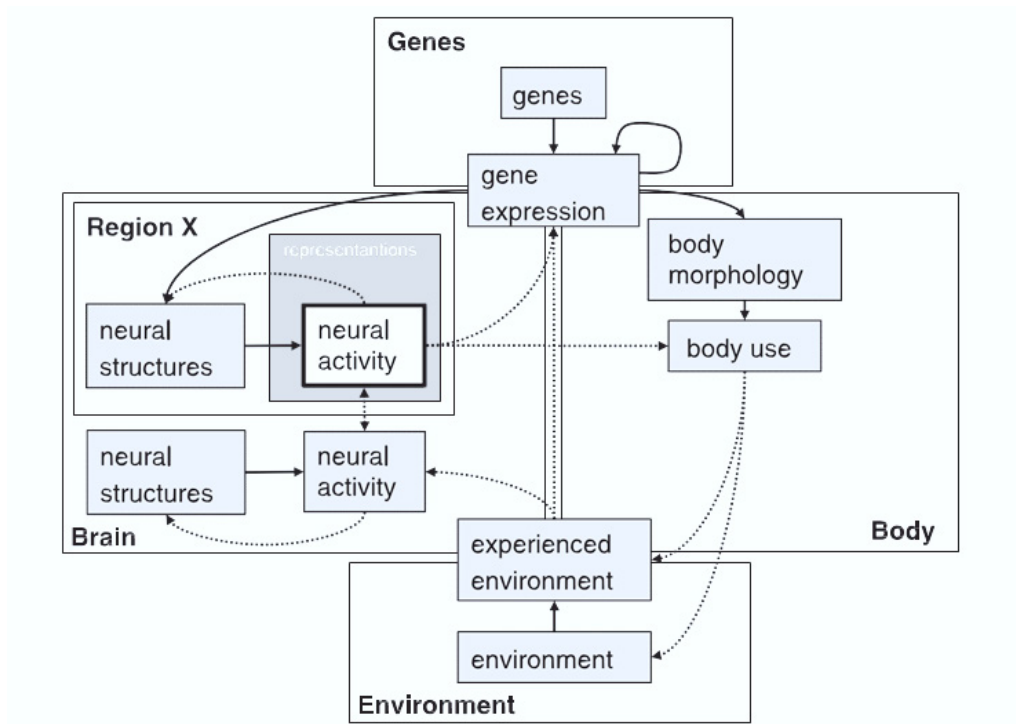 Genes
genes
gene
expression
Region X
representantions
body
morphology
neural
structures
neural
activity
body use
neural
structures
neural
activity
Brain
Body
experienced
environment
environment
Environment